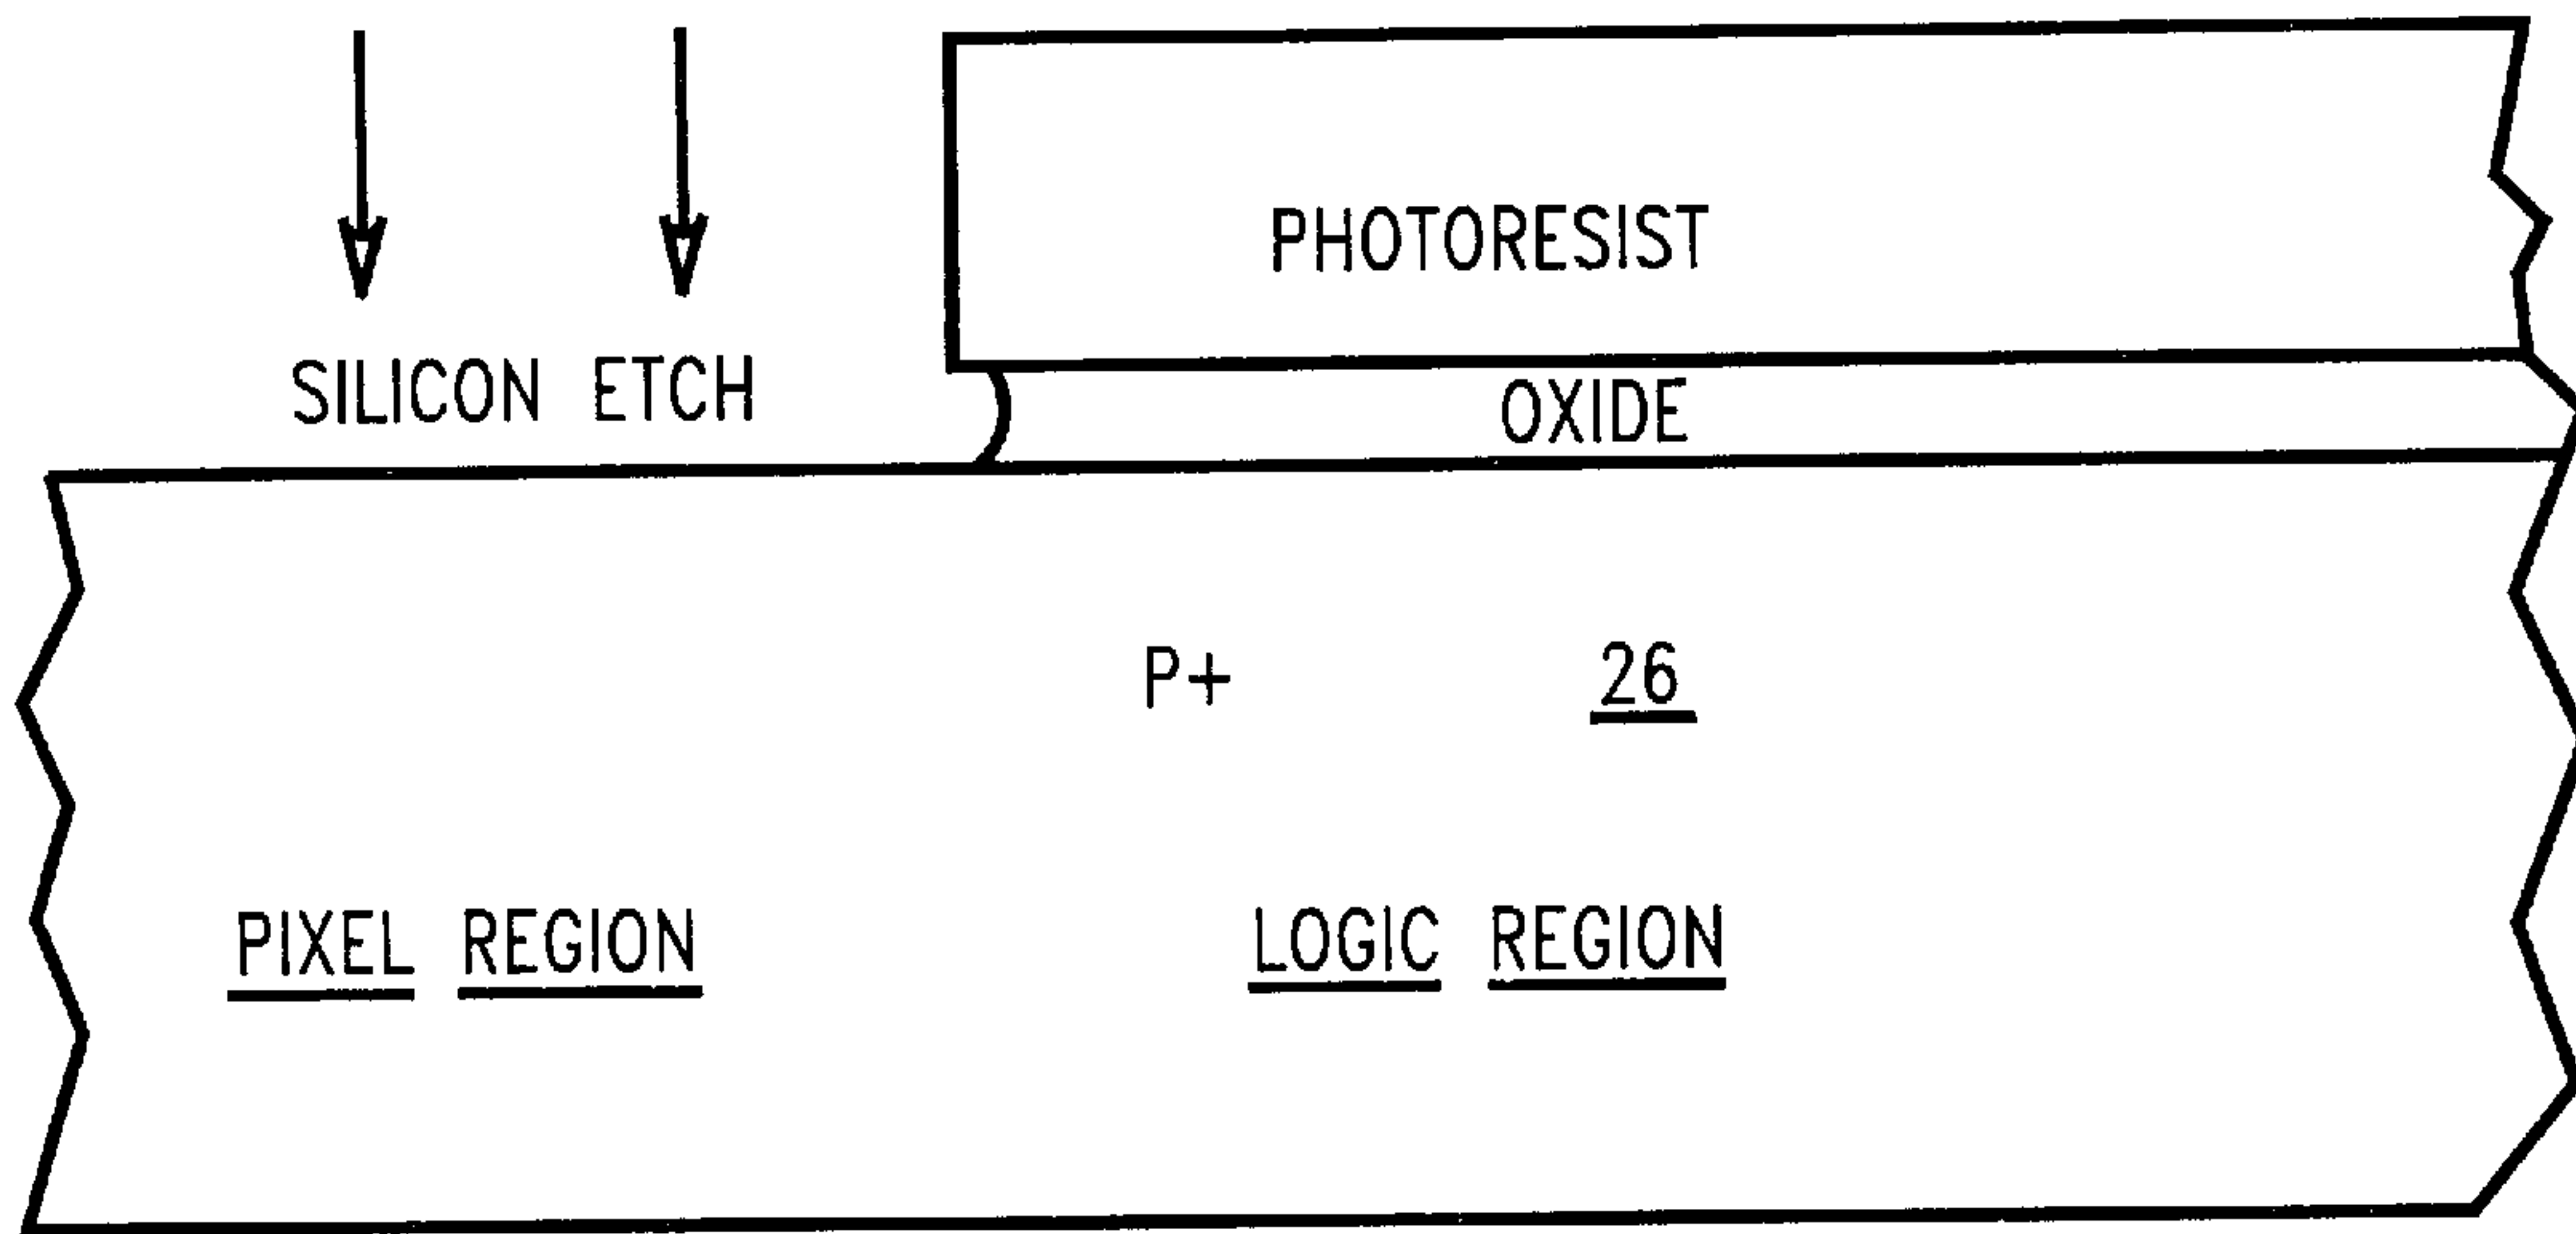 PHOTORESIST
SILICON ETCH
OXIDE
P+ 26
PIXEL REGION LOGIC REGION